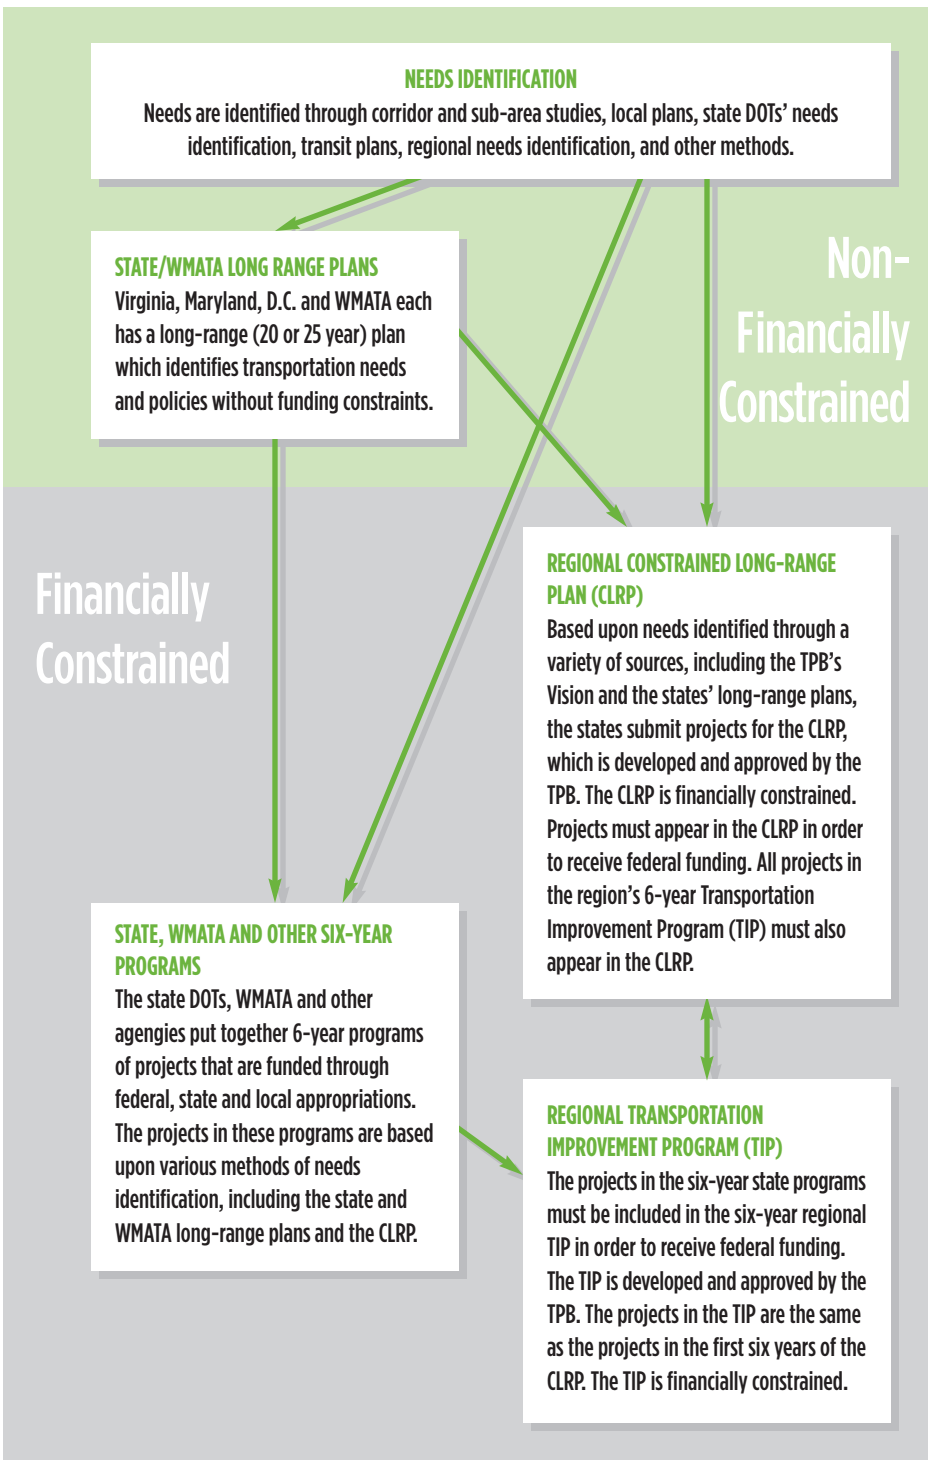 NEEDS IDENTIFICATION
Needs are identified through corridor and sub-area studies, local plans, state DOTs’ needs
identification, transit plans, regional needs identification, and other methods.
STATE/WMATA LONG RANGE PLANS
Virginia, Maryland, D.C. and WMATA each
has a long-range (20 or 25 year) plan
which identifies transportation needs
and policies without funding constraints.
Non-
Financially
Constrained
Financially
Constrained
REGIONAL CONSTRAINED LONG-RANGE
PLAN (CLRP)
Based upon needs identified through a
variety of sources, including the TPB’s
Vision and the states’ long-range plans,
the states submit projects for the CLRP,
which is developed and approved by the
TPB. The CLRP is financially constrained.
Projects must appear in the CLRP in order
to receive federal funding. All projects in
the region’s 6-year Transportation
Improvement Program (TIP) must also
appear in the CLRP.
STATE, WMATA AND OTHER SIX-YEAR
PROGRAMS
The state DOTs, WMATA and other
agengies put together 6-year programs
of projects that are funded through
federal, state and local appropriations.
The projects in these programs are based
upon various methods of needs
identification, including the state and
WMATA long-range plans and the CLRP.
REGIONAL TRANSPORTATION
IMPROVEMENT PROGRAM (TIP)
The projects in the six-year state programs
must be included in the six-year regional
TIP in order to receive federal funding.
The TIP is developed and approved by the
TPB. The projects in the TIP are the same
as the projects in the first six years of the
CLRP. The TIP is financially constrained.